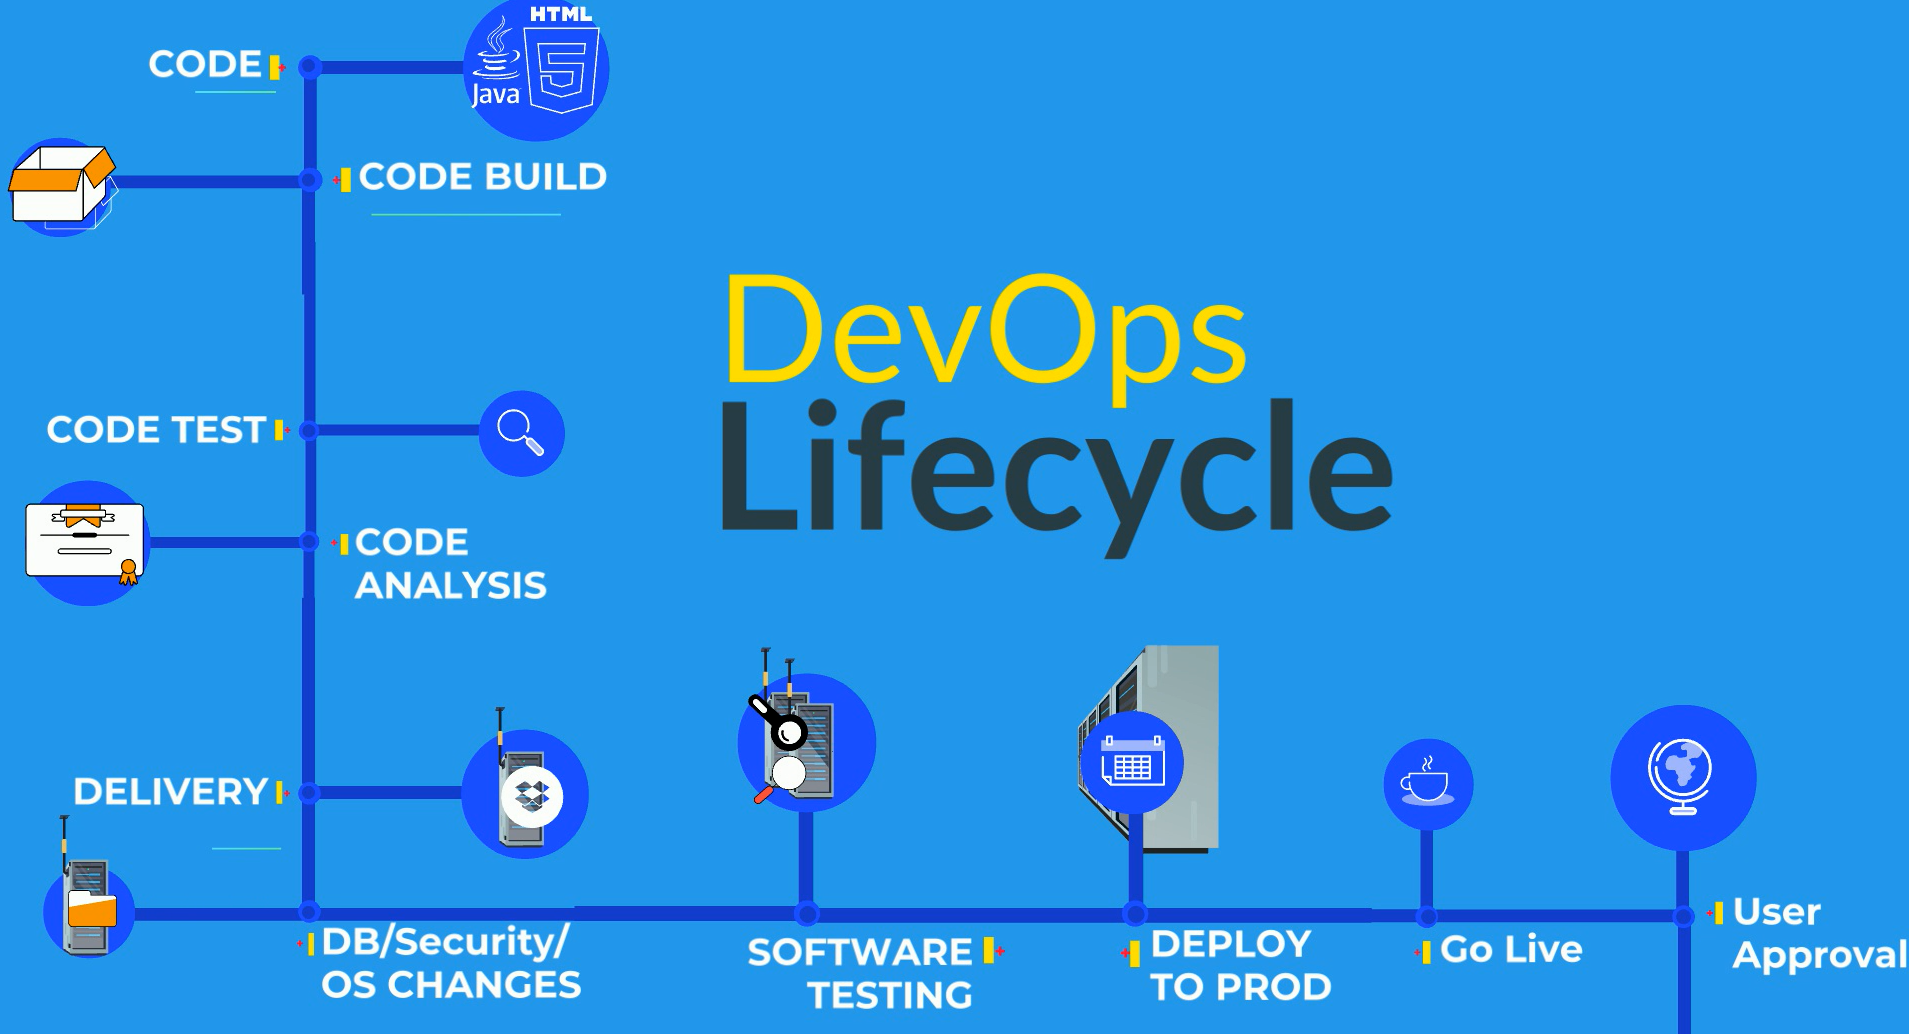 HTML
Java
CODE
CODE BUILD
DevOps
Lifecycle
CODE TEST
CODE
ANALYSIS
DELIVERY
DB/Security/
OS CHANGES
SOFTWARE
TESTING
DEPLOY
TO PROD
Go Live
User
Approval